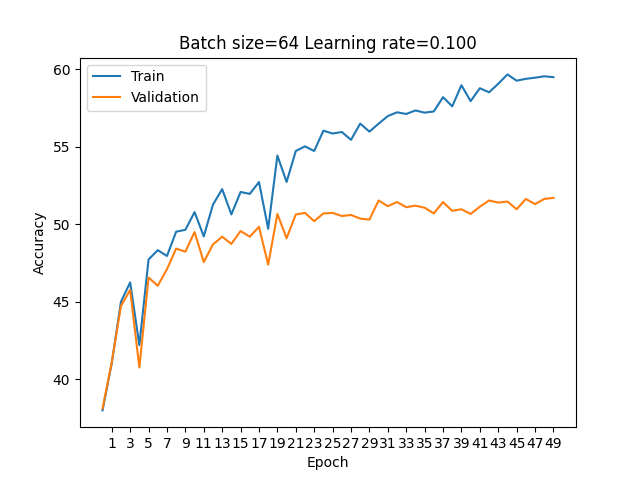 Batch size=64 Learning rate=0.100
Train
Validation
60
55
50
45
40
Accuracy
1 3 5 7 9 11 13 15 17 19 21 23 25 27 29 31 33 35 37 39 41 43 45 47 49
Epoch